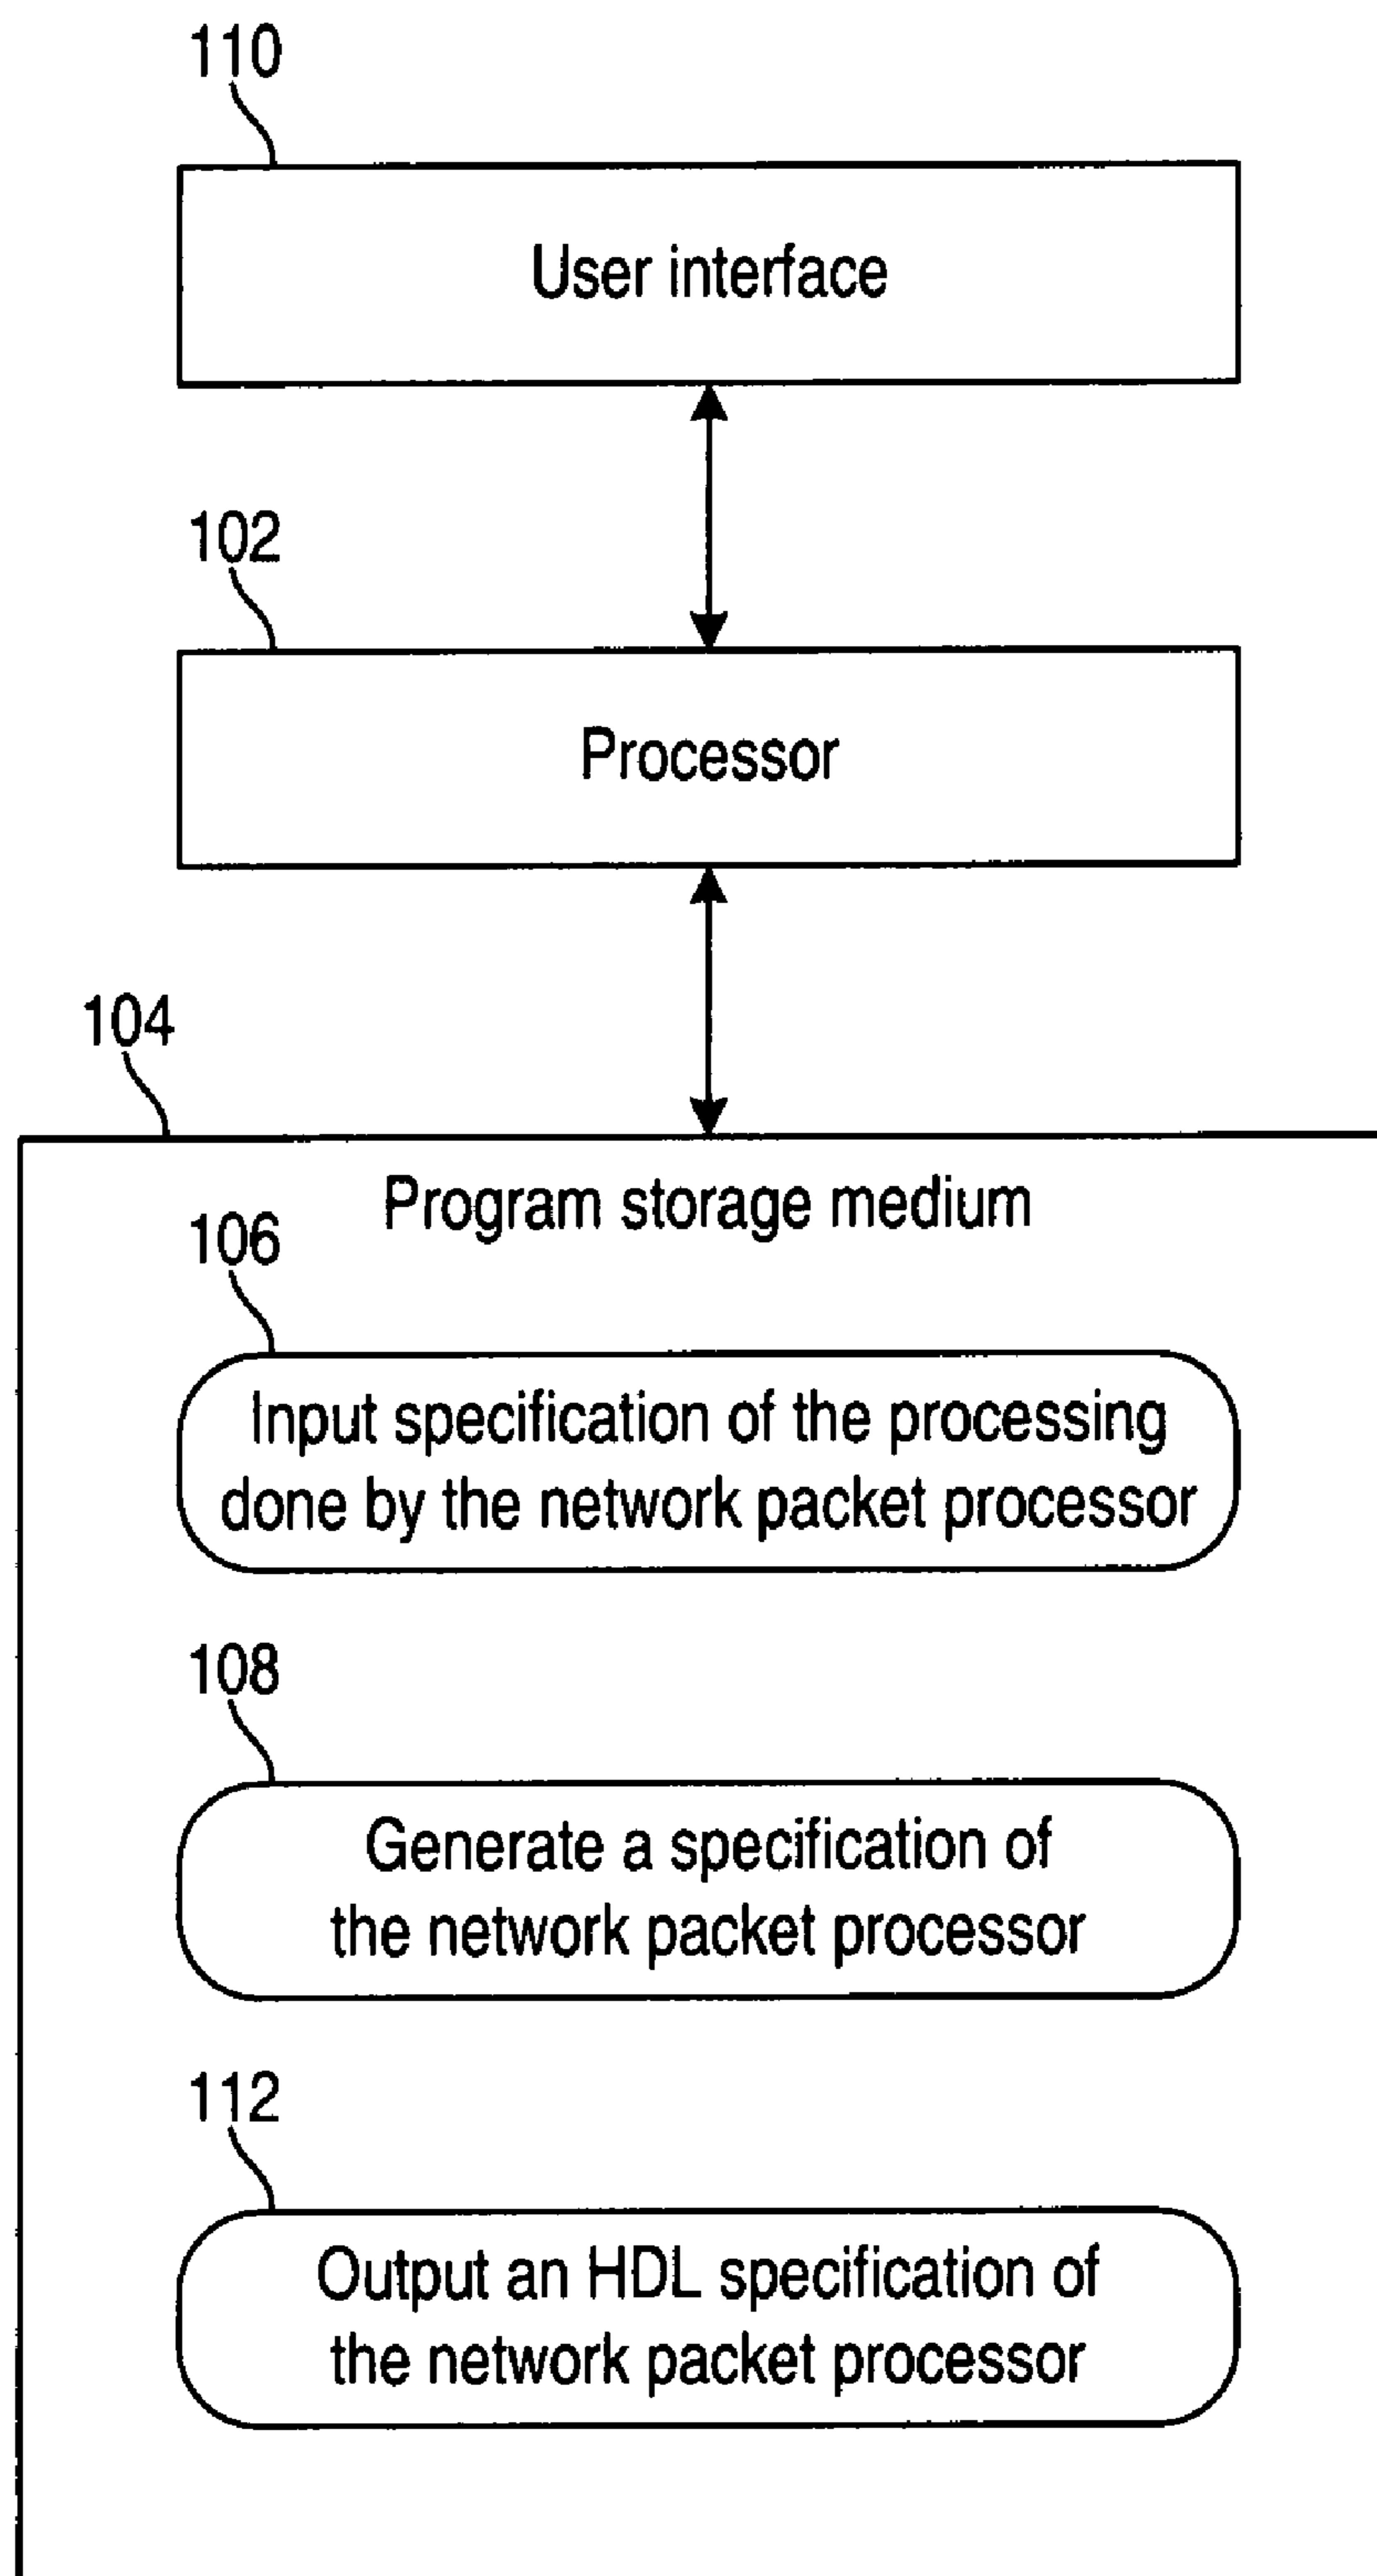 110
User interface
102
Processor
104
Program storage medium
106
Input specification of the processing
done by the network packet processor
108
Generate a specification of
the network packet processor
112
Output an HDL specification of
the network packet processor